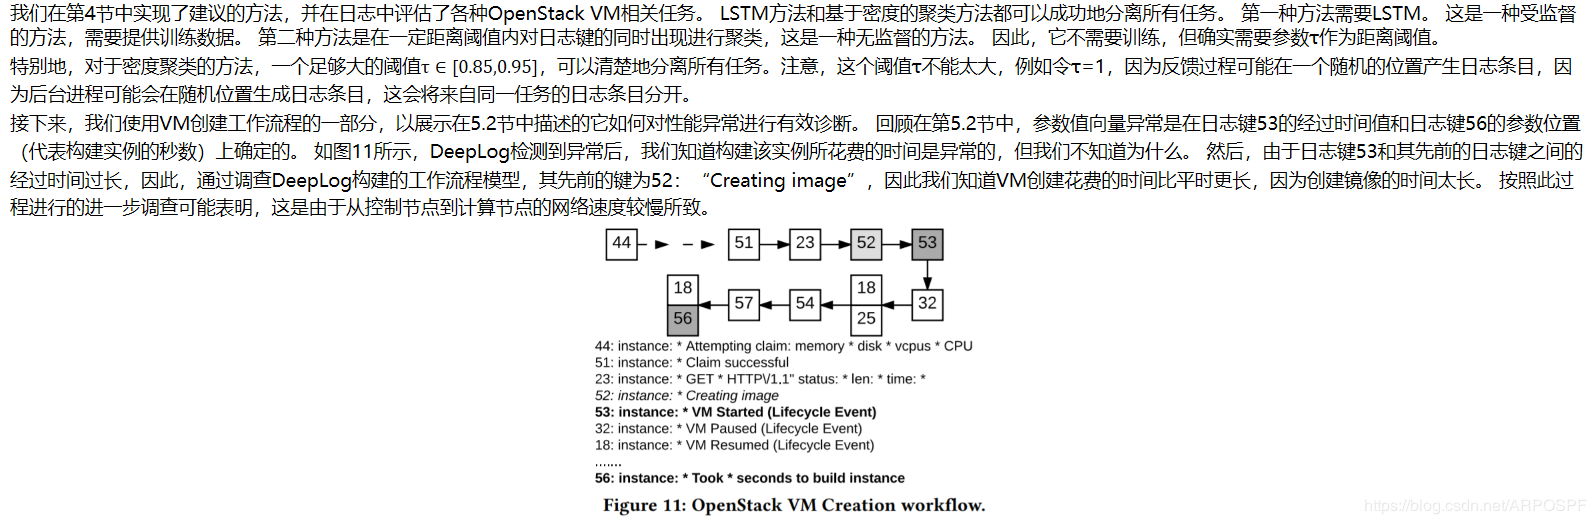 我们在第4节中实现了建议的方法，并在日志中评估了各种OpenStack VM相关任务。 LSTM方法和基于密度的聚类方法都可以成功地分离所有任务。 第一种方法需要LSTM。 这是一种受监督
的方法，需要提供训练数据。 第二种方法是在一定距离阈值内对日志键的同时出现进行聚类，这是一种无监督的方法。 因此，它不需要训练，但确实需要参数τ作为距离阈值。
特别地，对于密度聚类的方法，一个足够大的阈值τ ∈ [0.85,0.95]，可以清楚地分离所有任务。注意，这个阈值τ不能太大，例如令τ=1，因为反馈过程可能在一个随机的位置产生日志条目，因
为后台进程可能会在随机位置生成日志条目，这会将来自同一任务的日志条目分开。
接下来，我们使用VM创建工作流程的一部分，以展示在5.2节中描述的它如何对性能异常进行有效诊断。 回顾在第5.2节中，参数值向量异常是在日志键53的经过时间值和日志键56的参数位置
（代表构建实例的秒数）上确定的。 如图11所示，DeepLog检测到异常后，我们知道构建该实例所花费的时间是异常的，但我们不知道为什么。 然后，由于日志键53和其先前的日志键之间的
经过时间过长，因此，通过调查DeepLog构建的工作流程模型，其先前的键为52：“Creating image”，因此我们知道VM创建花费的时间比平时更长，因为创建镜像的时间太长。 按照此过
程进行的进一步调查可能表明，这是由于从控制节点到计算节点的网络速度较慢所致。
44 51 23 52 53
18 57 54 18 32
56 25
44: instance: * Attempting claim: memory * disk * vcpus * CPU
51: instance: * Claim successful
23: instance: * GET * HTTP\/1.1" status: * len: * time: *
52: instance: * Creating image
53: instance: * VM Started (Lifecycle Event)
32: instance: * VM Paused (Lifecycle Event)
18: instance: * VM Resumed (Lifecycle Event)
.......
56: instance: * Took * seconds to build instance
Figure 11: OpenStack VM Creation workflow.
https://blog.csdn.net/ARPOSPF